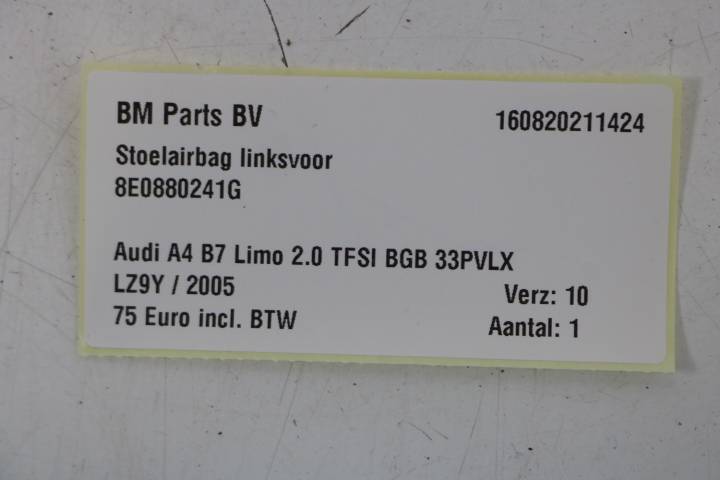 BM Parts BV 160820211424
Stoelairbag linksvoor
8E0880241G
Audi A4 B7 Limo 2.0 TFSI BGB 33PVLX
LZ9Y / 2005 Verz: 10
75 Euro incl. BTW Aantal: 1